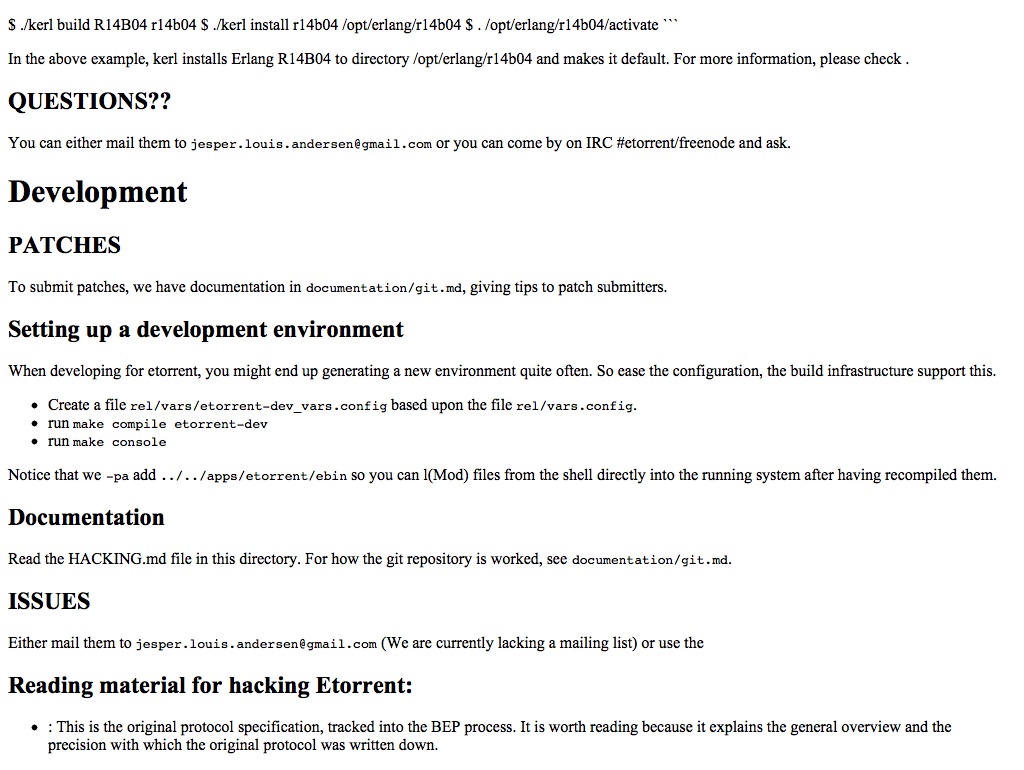 $ ./kerl build R14B04 r14b04 $ ./kerl install r14b04 /opt/erlang/r14b04 $ . /opt/erlang/r14b04/activate ```
In the above example, kerl installs Erlang R14B04 to directory /opt/erlang/r14b04 and makes it default. For more information, please check .
QUESTIONS??
You can either mail them to jesper.louis.andersen@gmail.com or you can come by on IRC #etorrent/freenode and ask.
Development
PATCHES
To submit patches, we have documentation in documentation/git.md, giving tips to patch submitters.
Setting up a development environment
When developing for etorrent, you might end up generating a new environment quite often. So ease the configuration, the build infrastructure support this.
• Create a file rel/vars/etorrent-dev_vars.config based upon the file rel/vars.config.
• run make compile etorrent-dev
• run make console
Notice that we -pa add ../../apps/etorrent/ebin so you can l(Mod) files from the shell directly into the running system after having recompiled them.
Documentation
Read the HACKING.md file in this directory. For how the git repository is worked, see documentation/git.md.
ISSUES
Either mail them to jesper.louis.andersen@gmail.com (We are currently lacking a mailing list) or use the
Reading material for hacking Etorrent:
• : This is the original protocol specification, tracked into the BEP process. It is worth reading because it explains the general overview and the
precision with which the original protocol was written down.